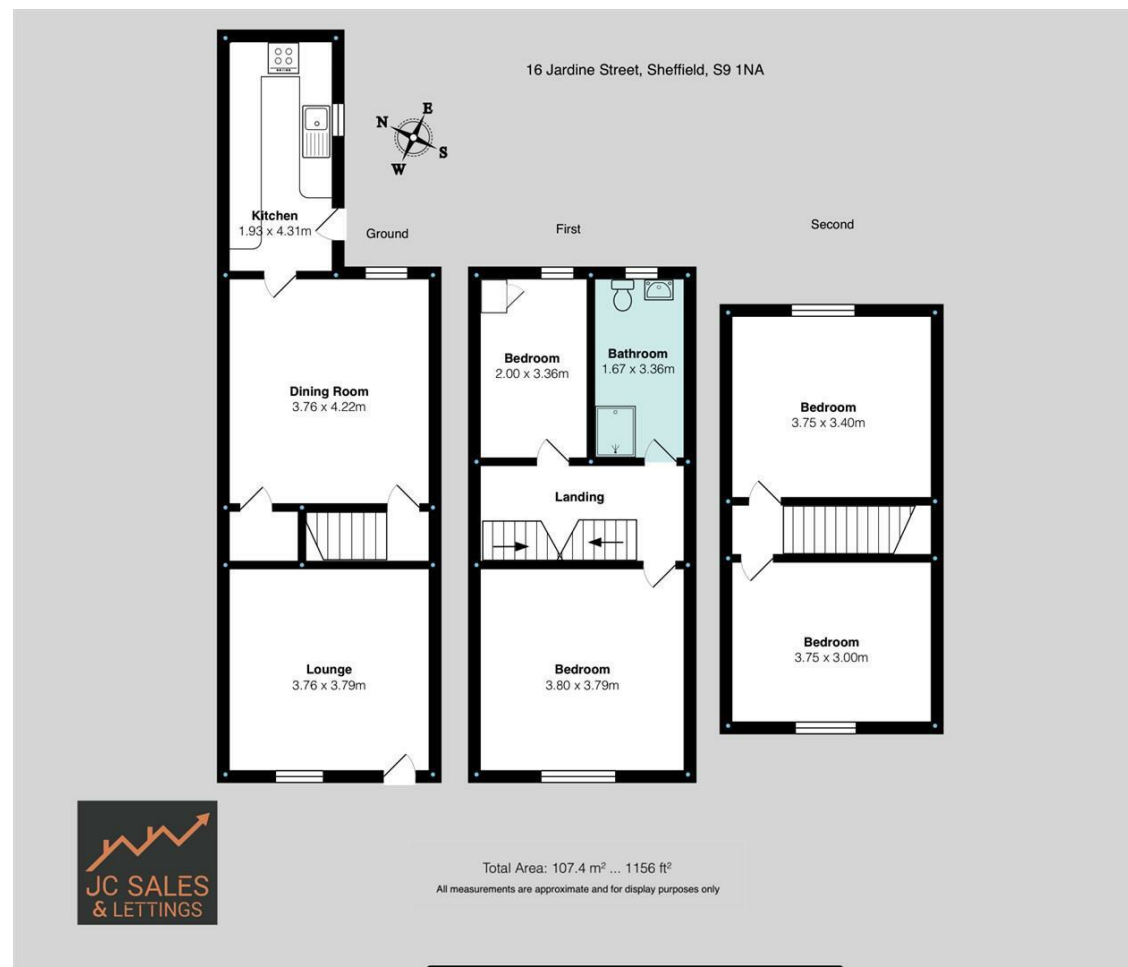 16 Jardine Street, Sheffield, S9 1NA
N
E
S
W
Kitchen
1.93 x 4.31m
Ground
First
Second
Dining Room
3.76 x 4.22m
Bedroom
2.00 x 3.36m
Bathroom
1.67 x 3.36m
Bedroom
3.75 x 3.40m
Landing
Lounge
3.76 x 3.79m
Bedroom
3.80 x 3.79m
Bedroom
3.75 x 3.00m
JC SALES
& LETTINGS
Total Area: 107.4 m² ... 1156 ft²
All measurements are approximate and for display purposes only